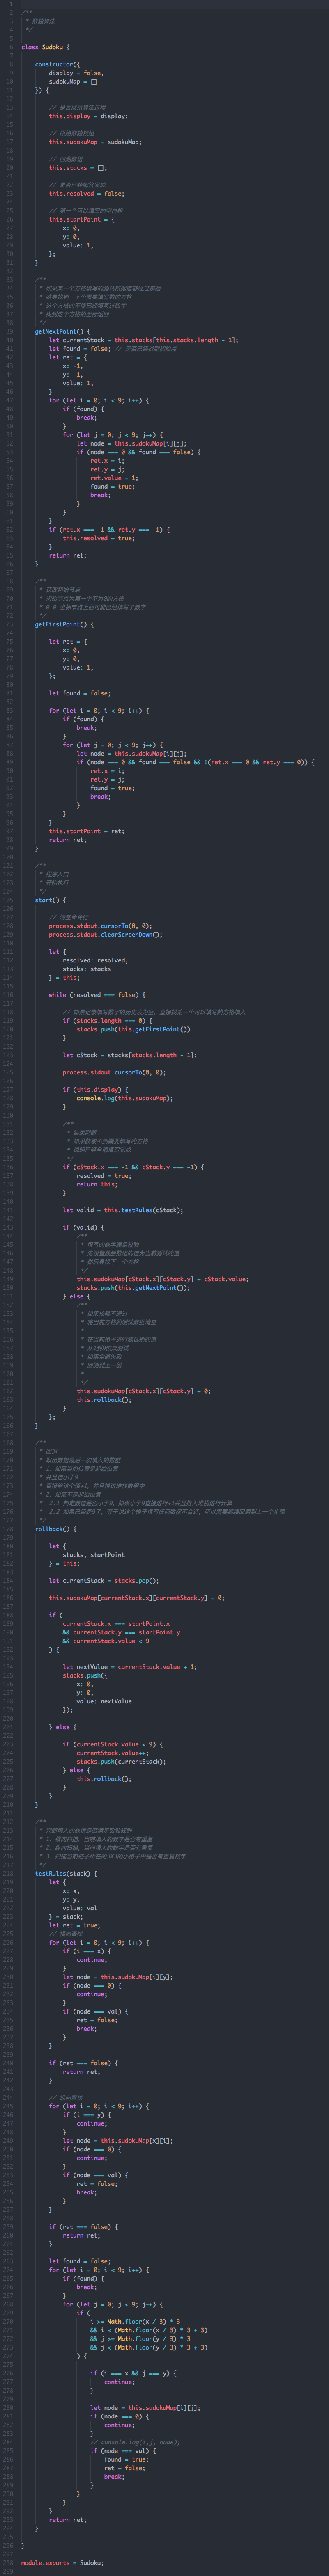 /**
 * 数独算法
 */
class Sudoku {
    constructor({
        display = false,
        sudokuMap = []
    }) {
        // 是否展示算法过程
        this.display = display;
        // 原始数独数组
        this.sudokuMap = sudokuMap;
        // 回溯数组
        this.stacks = [];
        // 是否已经解密完成
        this.resolved = false;
        // 第一个可以填写的空白格
        this.startPoint = {
            x: 0,
            y: 0,
            value: 1,
        };
    }
    /**
     * 如果某一个方格填写的测试数据能够经过校验
     * 就寻找到一下个需要填写数的方格
     * 这个方格的不能已经填写过数字
     * 找到这个方格的坐标返回
     */
    getNextPoint() {
        let currentStack = this.stacks[this.stacks.length - 1];
        let found = false; // 是否已经找到初始点
        let ret = {
            x: -1,
            y: -1,
            value: 1,
        }
        for (let i = 0; i < 9; i++) {
            if (found) {
                break;
            }
            for (let j = 0; j < 9; j++) {
                let node = this.sudokuMap[i][j];
                if (node === 0 && found === false) {
                    ret.x = i;
                    ret.y = j;
                    ret.value = 1;
                    found = true;
                    break;
                }
            }
        }
        if (ret.x === -1 && ret.y === -1) {
            this.resolved = true;
        }
        return ret;
    }
    /**
     * 获取初始节点
     * 初始节点为第一个不为0的方格
     * 0 0 坐标节点上面可能已经填写了数字
     */
    getFirstPoint() {
        let ret = {
            x: 0,
            y: 0,
            value: 1,
        };
        let found = false;
        for (let i = 0; i < 9; i++) {
            if (found) {
                break;
            }
            for (let j = 0; j < 9; j++) {
                let node = this.sudokuMap[i][j];
                if (node === 0 && found === false && !(ret.x === 0 && ret.y === 0)) {
                    ret.x = i;
                    ret.y = j;
                    found = true;
                    break;
                }
            }
        }
        this.startPoint = ret;
        return ret;
    }
    /**
     * 程序入口
     * 开始执行
     */
    start() {
        // 清空命令行
        process.stdout.cursorTo(0, 0);
        process.stdout.clearScreenDown();
        let {
            resolved: resolved,
            stacks: stacks
        } = this;
        while (resolved === false) {
            // 如果记录填写数字的历史表为空，直接找第一个可以填写的方格填入
            if (stacks.length === 0) {
                stacks.push(this.getFirstPoint())
            }
            let cStack = stacks[stacks.length - 1];
            process.stdout.cursorTo(0, 0);
            if (this.display) {
                console.log(this.sudokuMap);
            }
            /**
             * 结束判断
             * 如果获取不到需要填写的方格
             * 说明已经全部填写完成
             */
            if (cStack.x === -1 && cStack.y === -1) {
                resolved = true;
                return this;
            }
            let valid = this.testRules(cStack);
            if (valid) {
                /**
                 * 填写的数字满足校验
                 * 先设置数独数组的值为当前测试的值
                 * 然后寻找下一个方格
                 */
                this.sudokuMap[cStack.x][cStack.y] = cStack.value;
                stacks.push(this.getNextPoint());
            } else {
                /**
                 * 如果校验不通过
                 * 将当前方格的测试数据清空
                 *
                 * 在当前格子进行测试别的值
                 * 从1到9依次测试
                 * 如果全部失败
                 * 回溯到上一层
                 *
                 */
                this.sudokuMap[cStack.x][cStack.y] = 0;
                this.rollback();
            }
        };
    }
    /**
     * 回溯
     * 取出数组最后一次填入的数据
     * 1、如果当前位置是起始位置
     * 并且值小于9
     * 直接给这个值+1，并且推进堆栈数组中
     * 2、如果不是起始位置
     *  2.1 判定数值是否小于9，如果小于9直接进行+1并且推入堆栈进行计算
     *  2.2 如果已经是9了，等于说这个格子填写任何数都不合适，所以需要继续回溯到上一个步骤
     */
    rollback() {
        let {
            stacks, startPoint
        } = this;
        let currentStack = stacks.pop();
        this.sudokuMap[currentStack.x][currentStack.y] = 0;
        if (
            currentStack.x === startPoint.x
            && currentStack.y === startPoint.y
            && currentStack.value < 9
        ) {
            let nextValue = currentStack.value + 1;
            stacks.push({
                x: 0,
                y: 0,
                value: nextValue
            });
        } else {
            if (currentStack.value < 9) {
                currentStack.value++;
                stacks.push(currentStack);
            } else {
                this.rollback();
            }
        }
    }
    /**
     * 判断填入的数值是否满足数独规则
     * 1、横向扫描，当前填入的数字是否有重复
     * 2、纵向扫描，当前填入的数字是否有重复
     * 3、扫描当前格子所在的3X3的小格子中是否有重复数字
     */
    testRules(stack) {
        let {
            x: x,
            y: y,
            value: val
        } = stack;
        let ret = true;
        // 横向查找
        for (let i = 0; i < 9; i++) {
            if (i === x) {
                continue;
            }
            let node = this.sudokuMap[i][y];
            if (node === 0) {
                continue;
            }
            if (node === val) {
                ret = false;
                break;
            }
        }
        if (ret === false) {
            return ret;
        }
        // 纵向查找
        for (let i = 0; i < 9; i++) {
            if (i === y) {
                continue;
            }
            let node = this.sudokuMap[x][i];
            if (node === 0) {
                continue;
            }
            if (node === val) {
                ret = false;
                break;
            }
        }
        if (ret === false) {
            return ret;
        }
        let found = false;
        for (let i = 0; i < 9; i++) {
            if (found) {
                break;
            }
            for (let j = 0; j < 9; j++) {
                if (
                    i >= Math.floor(x / 3) * 3
                    && i < (Math.floor(x / 3) * 3 + 3)
                    && j >= Math.floor(y / 3) * 3
                    && j < (Math.floor(y / 3) * 3 + 3)
                ) {
                    if (i === x && j === y) {
                        continue;
                    }
                    let node = this.sudokuMap[i][j];
                    if (node === 0) {
                        continue;
                    }
                    // console.log(i,j, node);
                    if (node === val) {
                        found = true;
                        ret = false;
                        break;
                    }
                }
            }
        }
        return ret;
    }
}
module.exports = Sudoku;